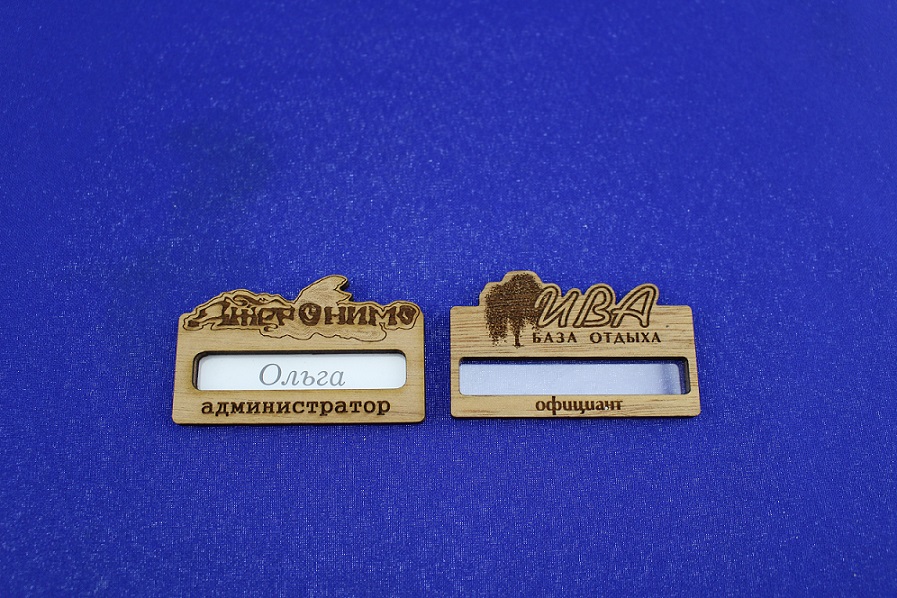 Джеронимо
Ольга
администратор
ИВА
БАЗА ОТДЫХА
официант